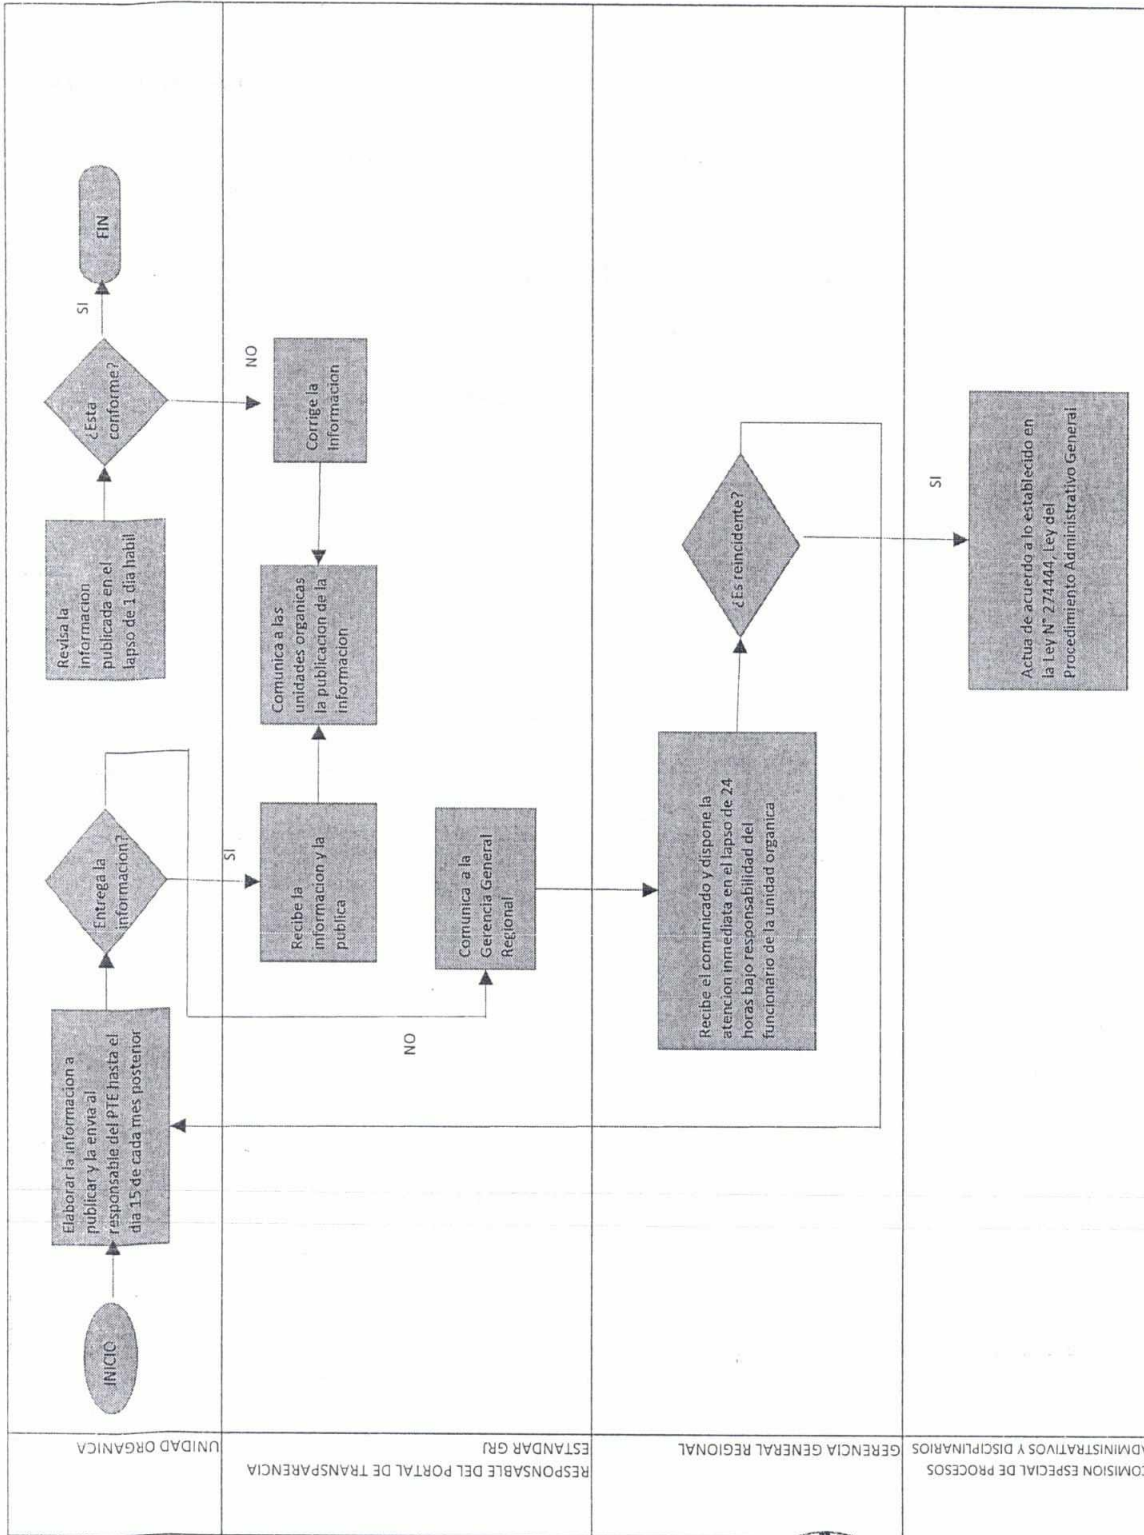 UNIDAD ORGANICA
INICIO
Elaborar la informacion a
publicar y la envia al
responsable del PTE hasta el
dia 15 de cada mes posterior
Entrega la
informacion?
Revisa la
informacion
publicada en el
lapso de 1 dia habil
¿Esta
conforme?
SI
FIN
RESPONSABLE DEL PORTAL DE TRANSPARENCIA
ESTANDAR GRJ
SI
Recibe la
informacion y la
publica
Comunica a las
unidades organicas
la publicacion de la
informacion
NO
Corrige la
Informacion
NO
Comunica a la
Gerencia General
Regional
GERENCIA GENERAL REGIONAL
Recibe el comunicado y dispone la
atencion inmediata en el lapso de 24
horas bajo responsabilidad del
funcionario de la unidad organica
¿Es reincidente?
COMISION ESPECIAL DE PROCESOS
ADMINISTRATIVOS Y DISCIPLINARIOS
SI
Actua de acuerdo a lo establecido en
la Ley N° 274444, Ley del
Procedimiento Administrativo General